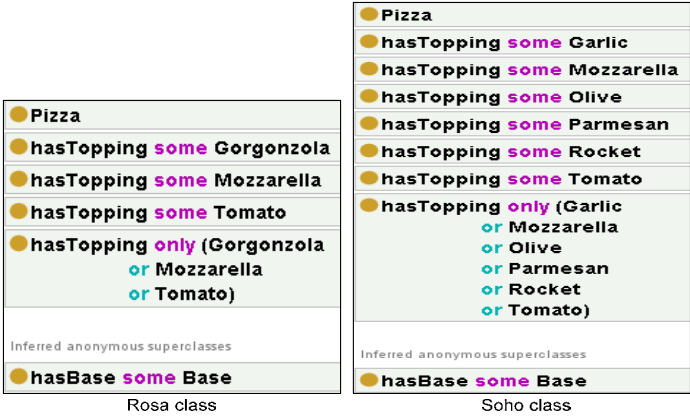 Pizza
hasTopping some Gorgonzola
hasTopping some Mozzarella
hasTopping some Tomato
hasTopping only (Gorgonzola
or Mozzarella
or Tomato)
Inferred anonymous superclasses
hasBase some Base
Rosa class
Pizza
hasTopping some Garlic
hasTopping some Mozzarella
hasTopping some Olive
hasTopping some Parmesan
hasTopping some Rocket
hasTopping some Tomato
hasTopping only (Garlic
or Mozzarella
or Olive
or Parmesan
or Rocket
or Tomato)
Inferred anonymous superclasses
hasBase some Base
Soho class